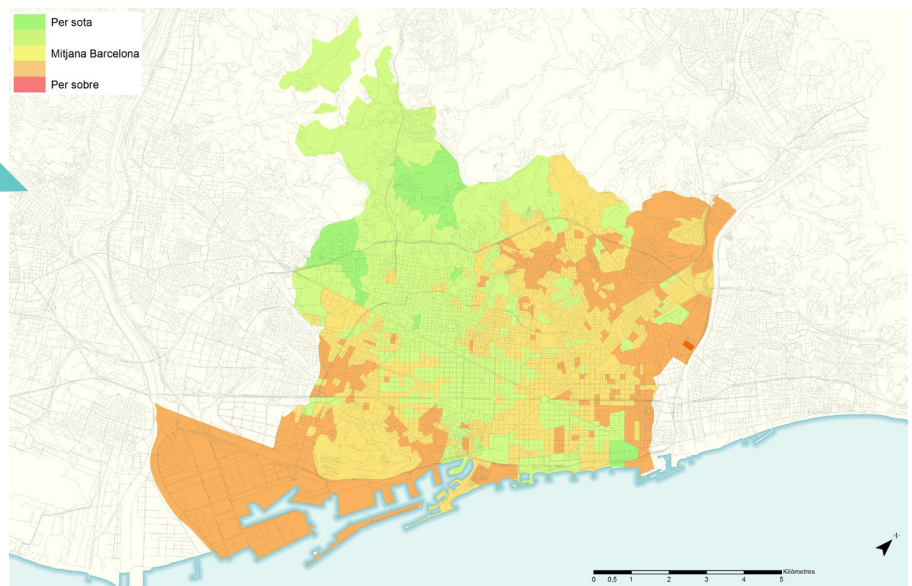 Per sota
Mitjana Barcelona
Per sobre
N
Kilòmetres
0 0,5 1 2 3 4 5